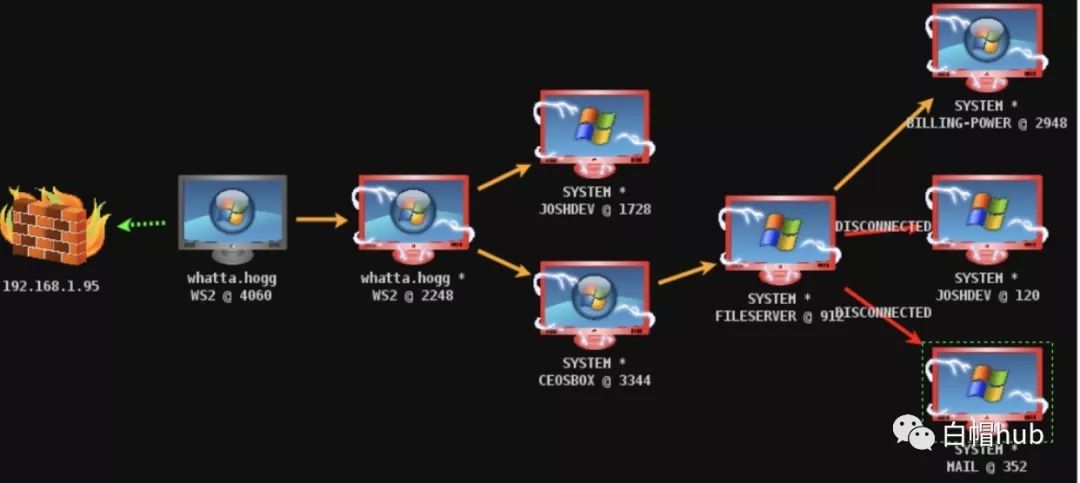 192.168.1.95
whatta.hogg
WS2 @ 4060
whatta.hogg *
WS2 @ 2248
SYSTEM *
JOSHDEV @ 1728
SYSTEM *
CEOSBOX @ 3344
SYSTEM *
FILESERVER @ 912
SYSTEM *
BILLING-POWER @ 2948
DISCONNECTED
SYSTEM *
JOSHDEV @ 120
DISCONNECTED
白帽hub
SYSTEM *
MAIL @ 352